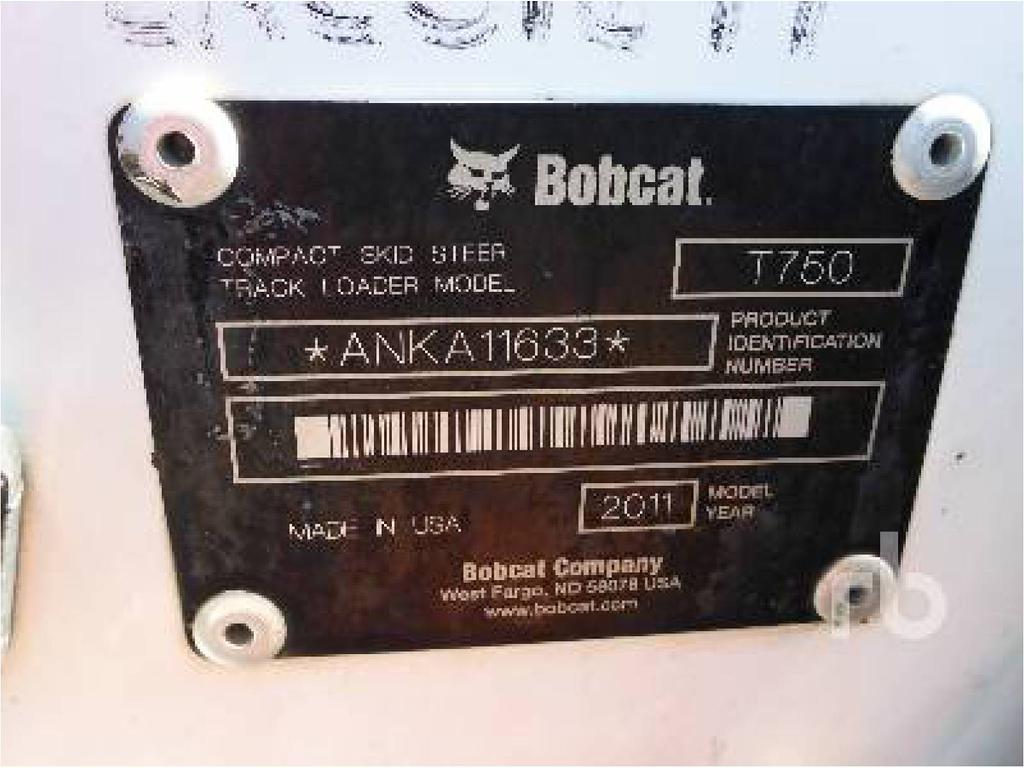 Bobcat.
COMPACT SKID STEER
TRACK LOADER MODEL
T750
*ANKA11633*
PRODUCT
IDENTIFICATION
NUMBER
2011
MODEL
YEAR
MADE IN USA
Bobcat Company
West Fargo, ND 58078 USA
www.bobcat.com
rb